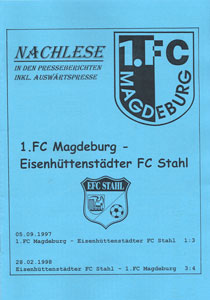 NACHLESE
IN DEN PRESSEBERICHTEN
INKL. AUSWÄRTSPRESSE
1.FC
MAGDEBURG
1.FC Magdeburg -
Eisenhüttenstädter FC Stahl
EFC STAHL
05.09.1997
1.FC Magdeburg - Eisenhüttenstädter FC Stahl 1:3
28.02.1998
Eisenhüttenstädter FC Stahl - 1.FC Magdeburg 3:4